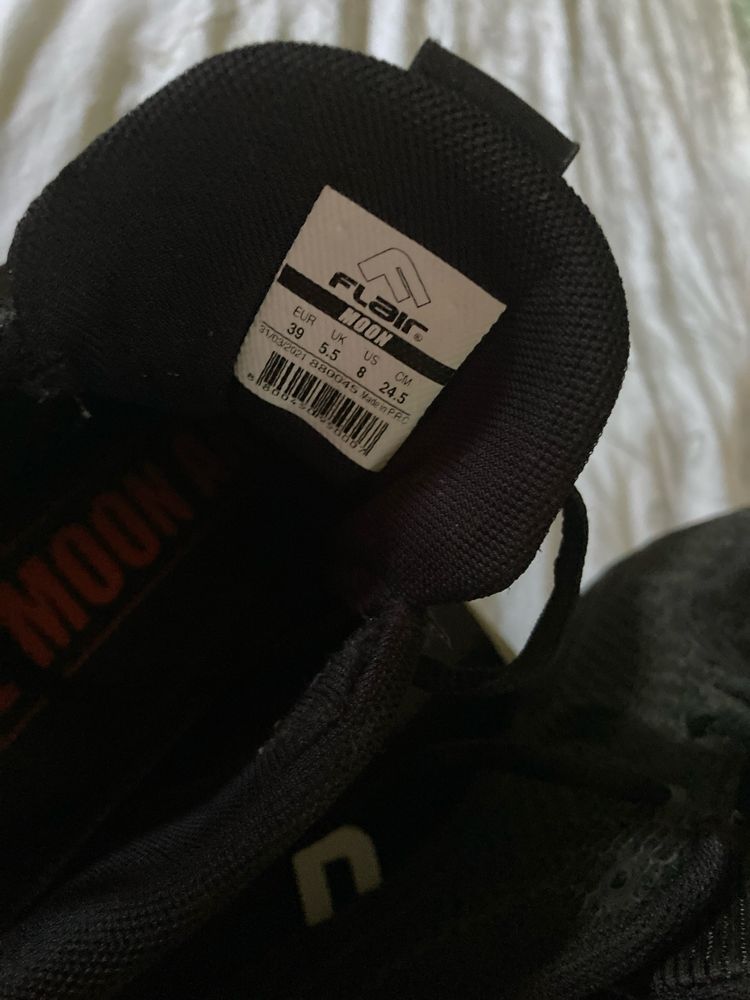 FLair®
MOON
EUR UK US CM
39 5.5 8 24.5
31/03/2021 880045 Made in P.R.C
MOON A